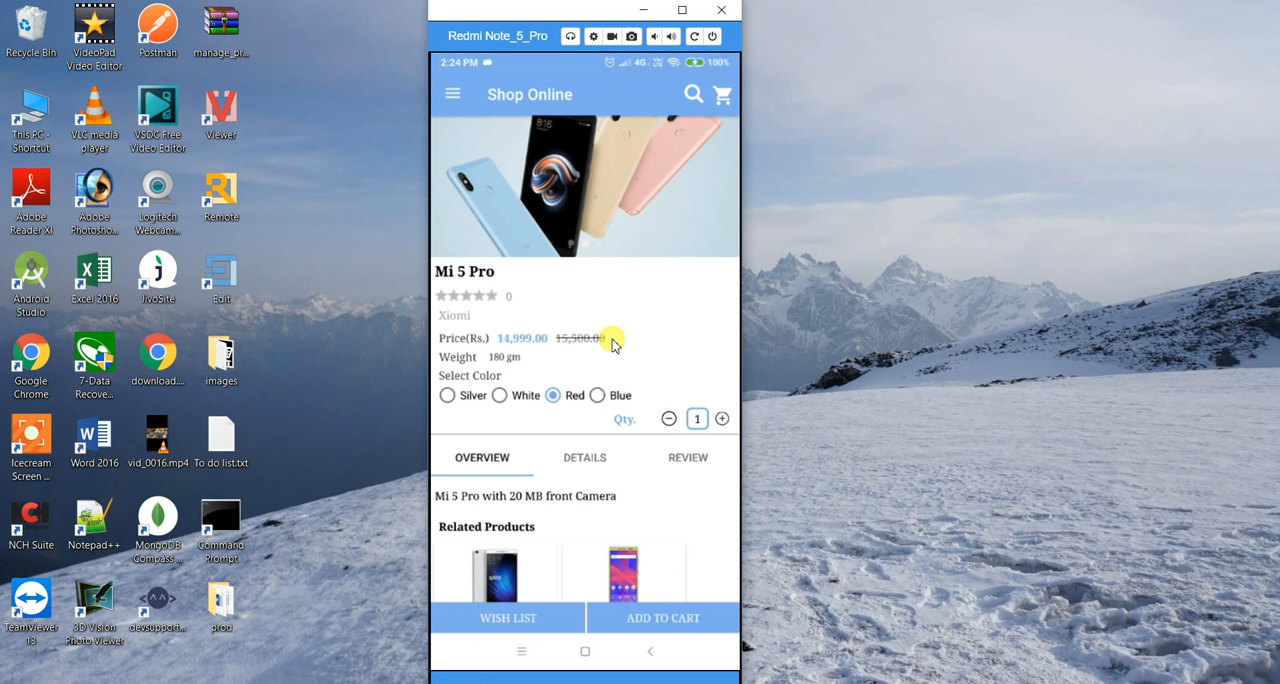 Recycle Bin
VideoPad
Video Editor
Postman
manage_pr...
This PC -
Shortcut
VLC media
player
VSDC Free
Video Editor
Viewer
Adobe
Reader XI
Adobe
Photosho...
Logitech
Webcam...
Remote
Android
Studio
Excel 2016
JivoSite
Edit
Google
Chrome
7-Data
Recove...
download....
images
Icecream
Screen ...
Word 2016
vid_0016.mp4
To do list.txt
NCH Suite
Notepad++
MongoDB
Compass ...
Command
Prompt
TeamViewer
13
3D Vision
Photo Viewer
devsupport...
prod
Redmi Note_5_Pro
2:24 PM
4G
100%
Shop Online
8:16
Mi 5 Pro
0
Xiomi
Price(Rs.) 14,999.00 15,500.00
Weight 180 gm
Select Color
Silver White Red Blue
Qty. 1
OVERVIEW DETAILS REVIEW
Mi 5 Pro with 20 MB front Camera
Related Products
WISH LIST ADD TO CART